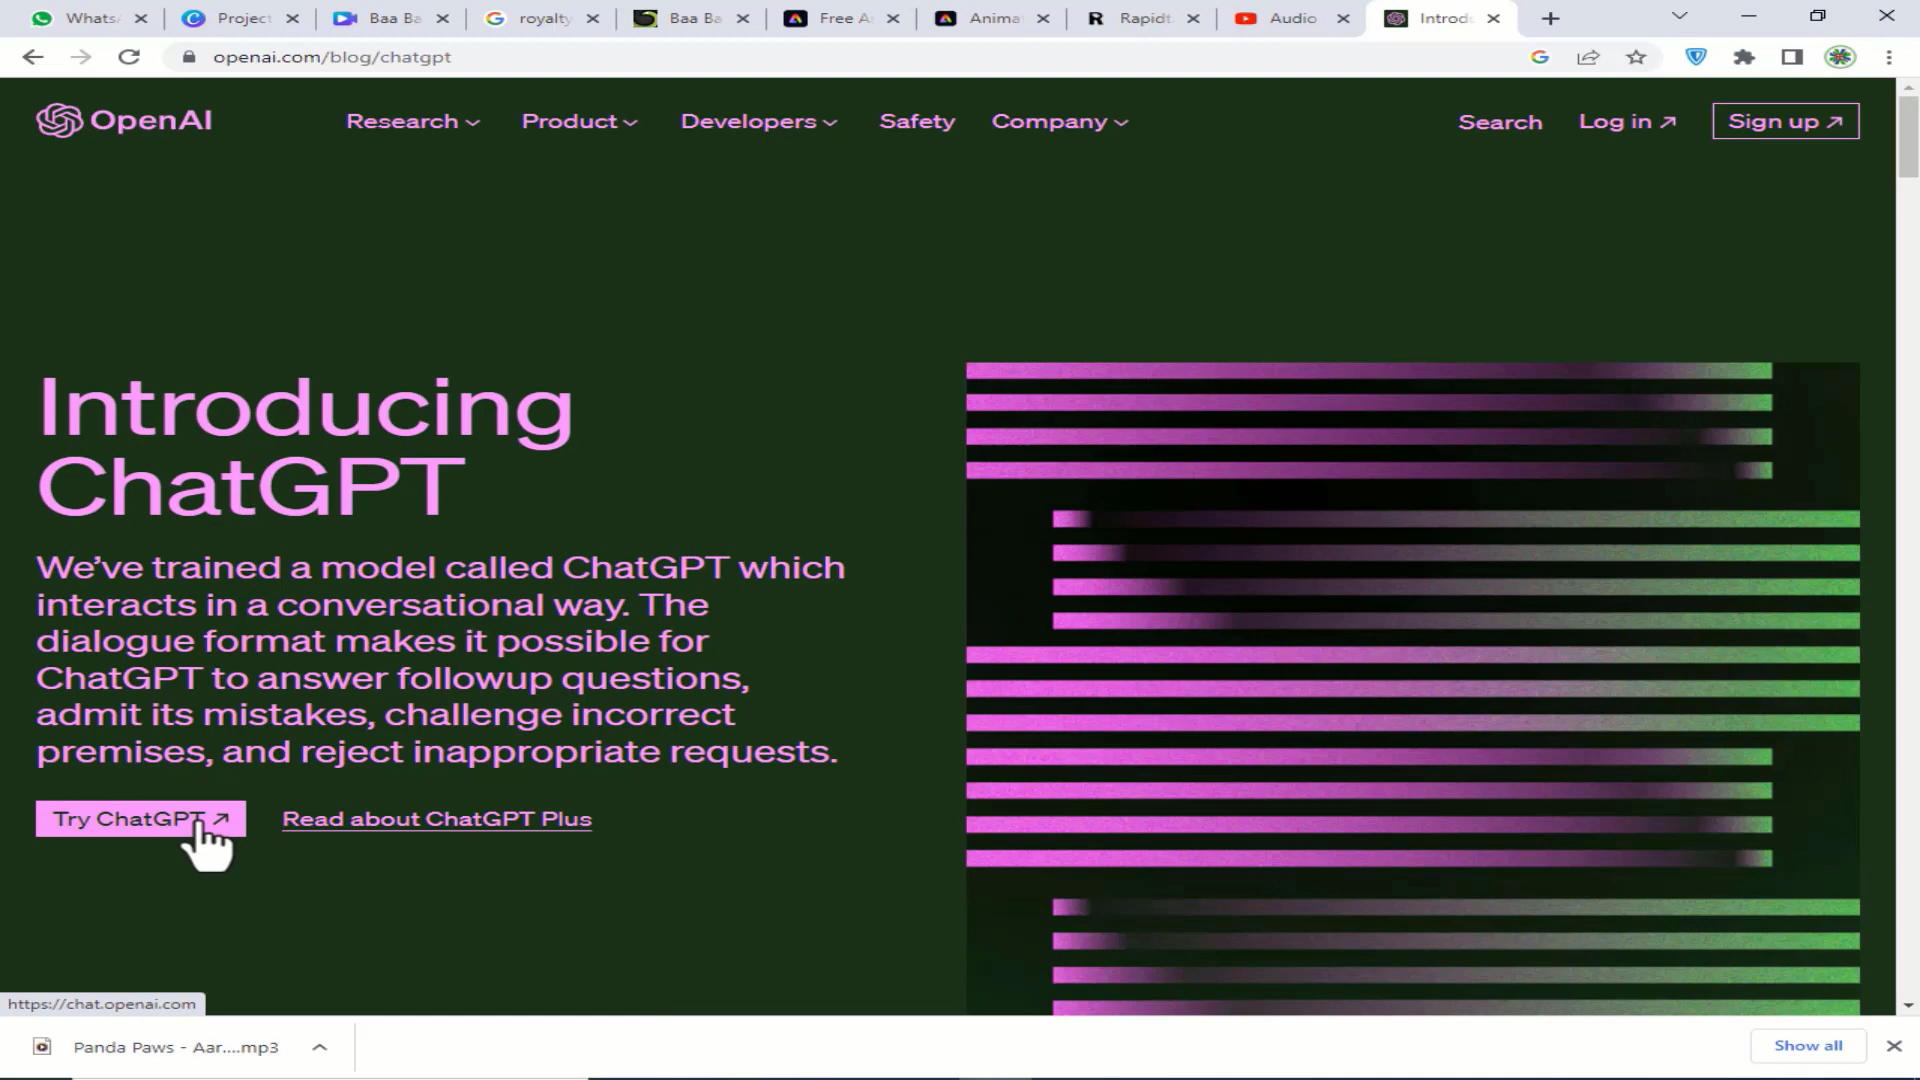 Whats
Project
Baa Ba
royalty
Baa Ba
Free A
Anima
Rapidt
Audio
Introdu
openai.com/blog/chatgpt
OpenAI
Research
Product
Developers
Safety
Company
Search
Log in
Sign up
Introducing
ChatGPT
We’ve trained a model called ChatGPT which
interacts in a conversational way. The
dialogue format makes it possible for
ChatGPT to answer followup questions,
admit its mistakes, challenge incorrect
premises, and reject inappropriate requests.
Try ChatGPT ↗
Read about ChatGPT Plus
https://chat.openai.com
Panda Paws - Aar....mp3
Show all